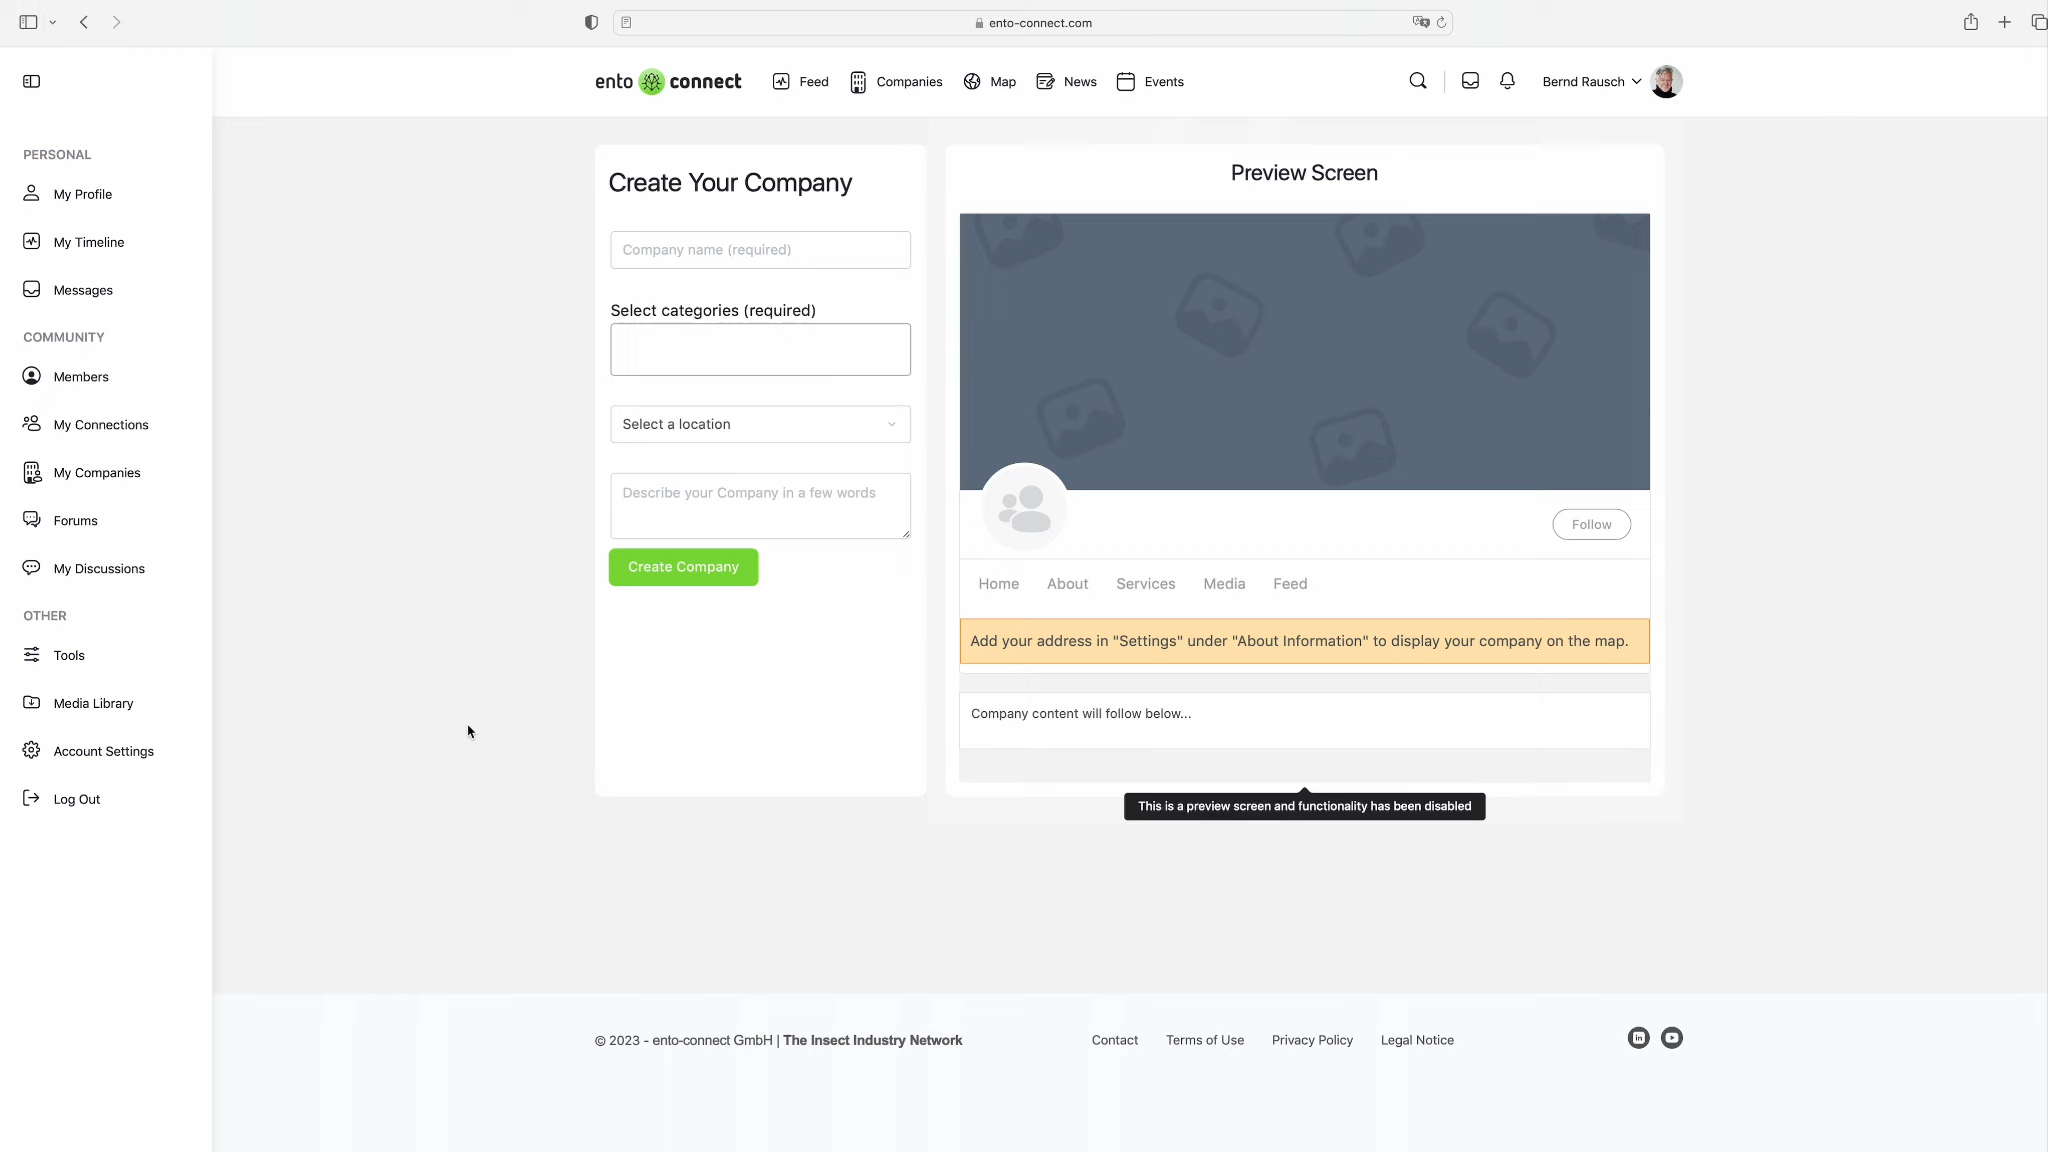 ento-connect.com
ento connect
Feed
Companies
Map
News
Events
Bernd Rausch
PERSONAL
My Profile
My Timeline
Messages
COMMUNITY
Members
My Connections
My Companies
Forums
My Discussions
OTHER
Tools
Media Library
Account Settings
Log Out
Create Your Company
Company name (required)
Select categories (required)
Select a location
Describe your Company in a few words
Create Company
Preview Screen
Follow
Home
About
Services
Media
Feed
Add your address in "Settings" under "About Information" to display your company on the map.
Company content will follow below...
This is a preview screen and functionality has been disabled
© 2023 - ento-connect GmbH | The Insect Industry Network
Contact
Terms of Use
Privacy Policy
Legal Notice